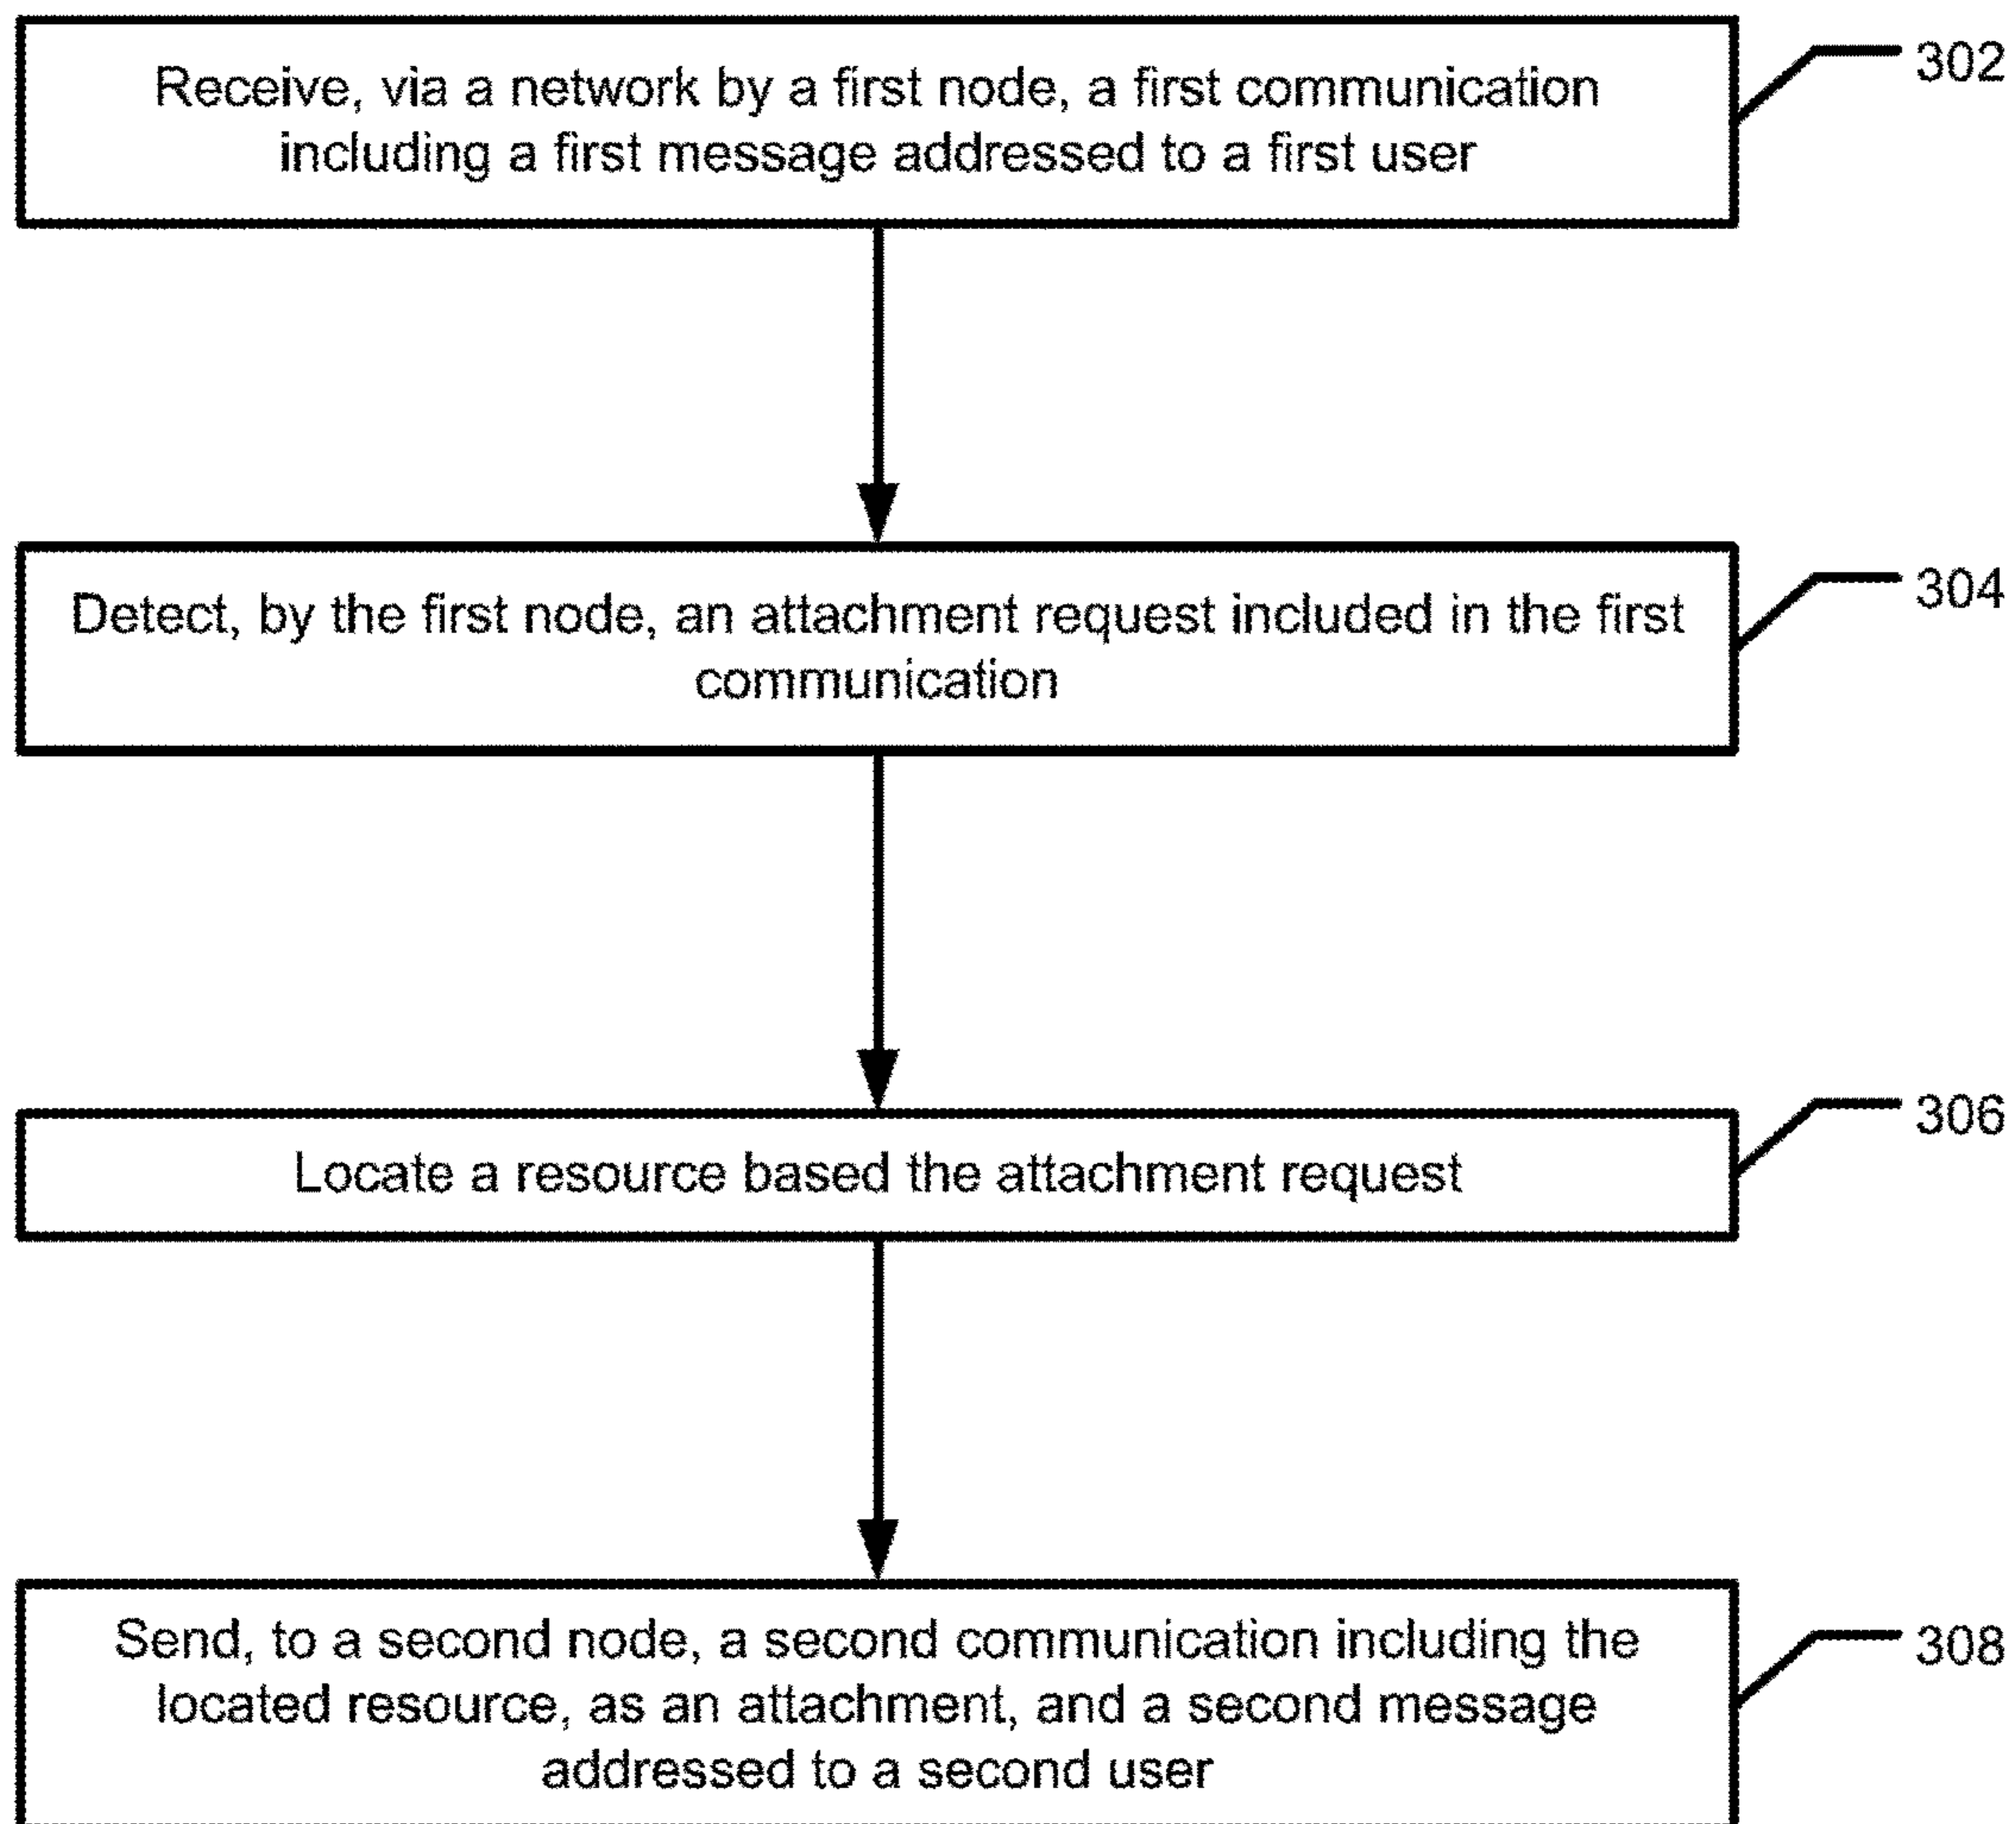 Receive, via a network by a first node, a first communication
including a first message addressed to a first user
302
Detect, by the first node, an attachment request included in the first
communication
304
Locate a resource based the attachment request
306
Send, to a second node, a second communication including the
located resource, as an attachment, and a second message
addressed to a second user
308